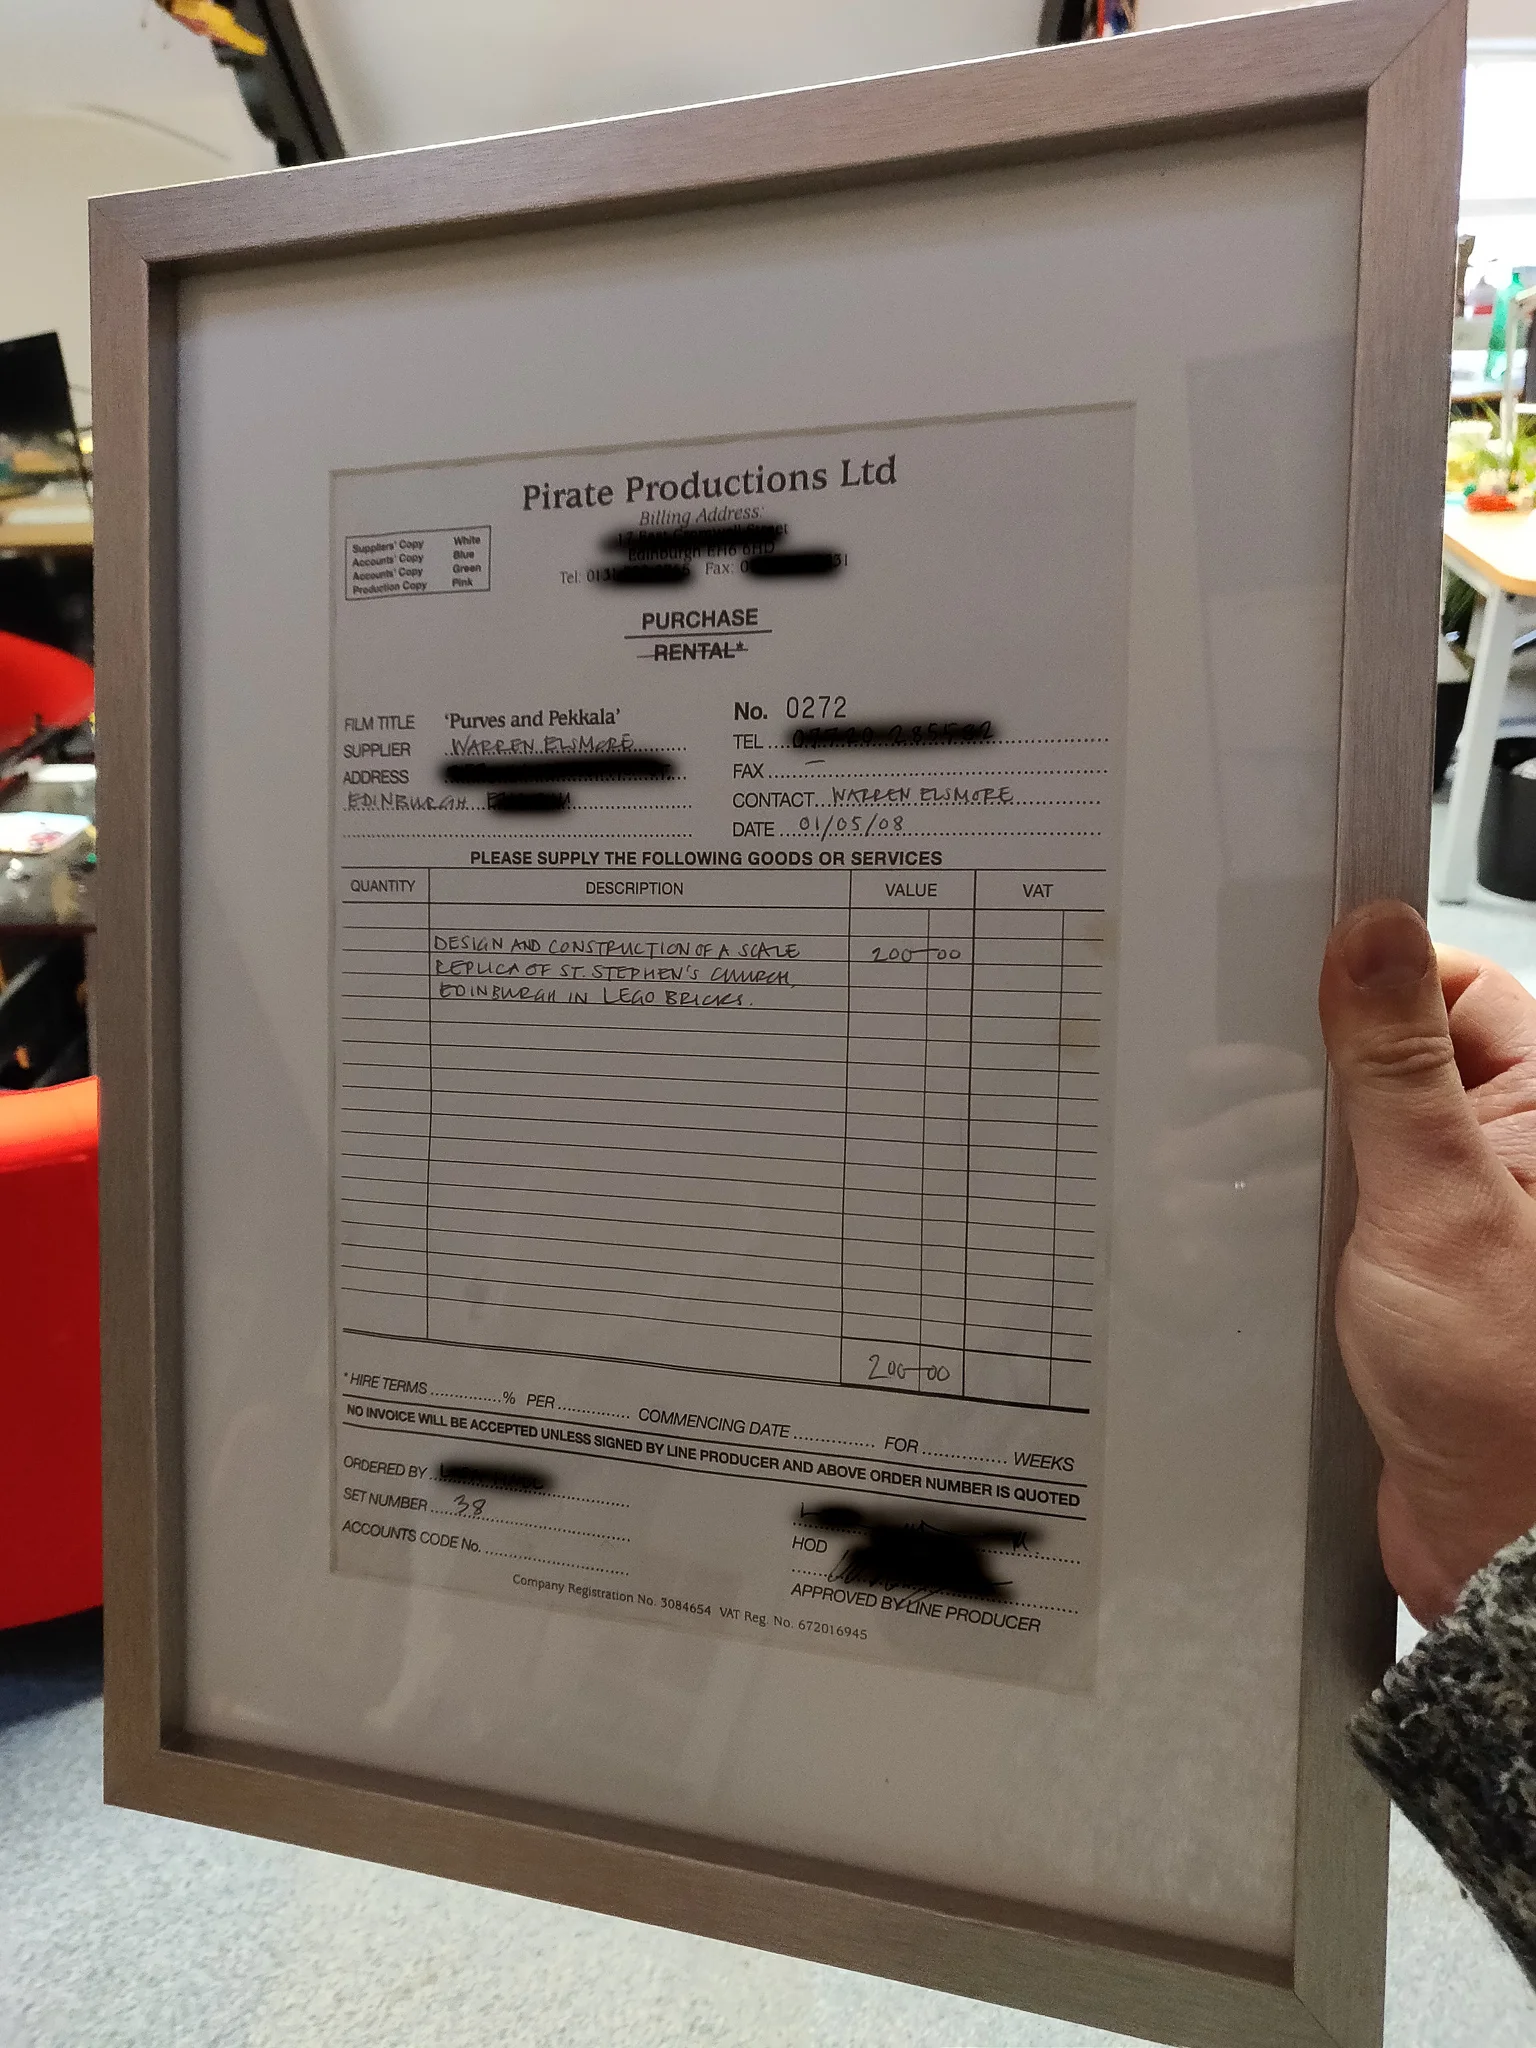 Pirate Productions Ltd
Billing Address:
Suppliers' Copy White
Accounts' Copy Blue
Accounts' Copy Green
Production Copy Pink
Edinburgh
Tel: Fax:
PURCHASE
RENTAL*
FILM TITLE 'Purves and Pekkala'
No. 0272
SUPPLIER WARREN ELSMORE
TEL
ADDRESS
FAX
EDINBURGH
CONTACT WARREN ELSMORE
DATE 01/05/08
PLEASE SUPPLY THE FOLLOWING GOODS OR SERVICES
QUANTITY DESCRIPTION VALUE VAT
DESIGN AND CONSTRUCTION OF A SCALE 200-00
REPLICA OF ST. STEPHEN'S CHURCH,
EDINBURGH IN LEGO BRICKS.
200-00
*HIRE TERMS ............% PER ............ COMMENCING DATE ............ FOR ............ WEEKS
NO INVOICE WILL BE ACCEPTED UNLESS SIGNED BY LINE PRODUCER AND ABOVE ORDER NUMBER IS QUOTED
ORDERED BY
SET NUMBER 38
HOD
ACCOUNTS CODE No.
APPROVED BY LINE PRODUCER
Company Registration No. 3084654 VAT Reg. No. 672016945